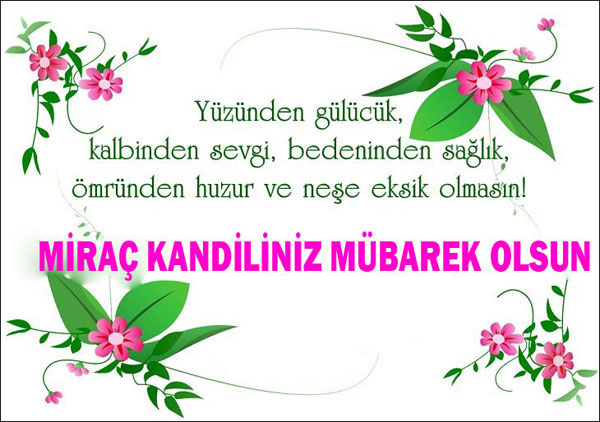 Yüzünden gülücük,
kalbinden sevgi, bedeninden sağlık,
ömründen huzur ve neşe eksik olmasın!
MİRAÇ KANDİLİNİZ MÜBAREK OLSUN